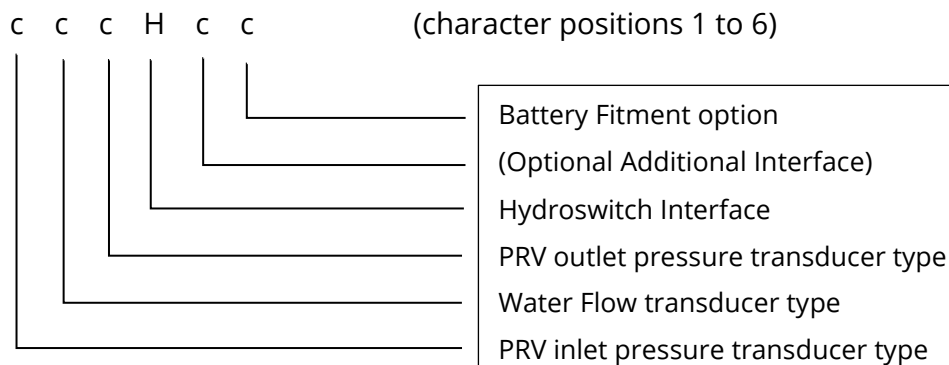 c c c H c c (character positions 1 to 6)
Battery Fitment option
(Optional Additional Interface)
Hydroswitch Interface
PRV outlet pressure transducer type
Water Flow transducer type
PRV inlet pressure transducer type